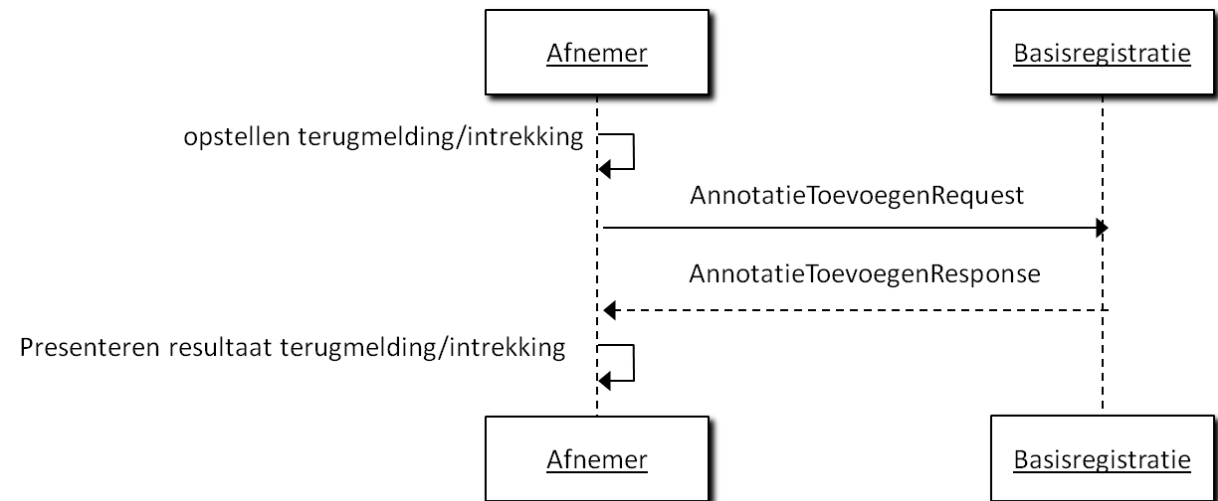 Afnemer
Basisregistratie
opstellen terugmelding/intrekking
AnnotatieToevoegenRequest
AnnotatieToevoegenResponse
Presenteren resultaat terugmelding/intrekking
Afnemer
Basisregistratie